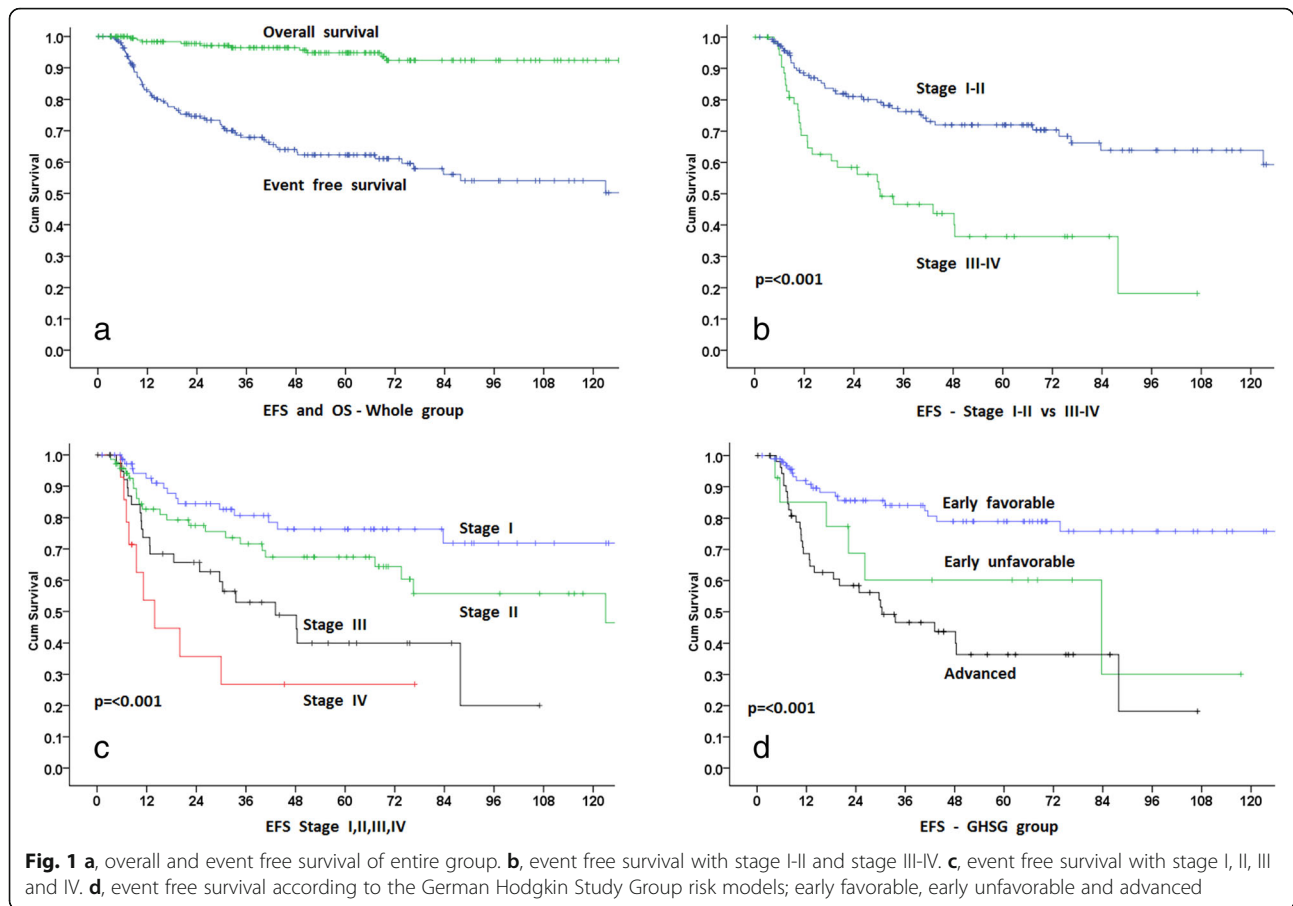 Overall survival
Event free survival
Cum Survival
1.0
0.9
0.8
0.7
0.6
0.5
0.4
0.3
0.2
0.1
0.0
a
0 12 24 36 48 60 72 84 96 108 120
EFS and OS - Whole group
Stage I-II
Stage III-IV
Cum Survival
1.0
0.9
0.8
0.7
0.6
0.5
0.4
0.3
0.2
0.1
0.0
p=<0.001
b
0 12 24 36 48 60 72 84 96 108 120
EFS - Stage I-II vs III-IV
Stage I
Stage II
Stage III
Stage IV
Cum Survival
1.0
0.9
0.8
0.7
0.6
0.5
0.4
0.3
0.2
0.1
0.0
p=<0.001
c
0 12 24 36 48 60 72 84 96 108 120
EFS Stage I,II,III,IV
Early favorable
Early unfavorable
Advanced
Cum Survival
1.0
0.9
0.8
0.7
0.6
0.5
0.4
0.3
0.2
0.1
0.0
p=<0.001
d
0 12 24 36 48 60 72 84 96 108 120
EFS - GHSG group
Fig. 1 a, overall and event free survival of entire group. b, event free survival with stage I-II and stage III-IV. c, event free survival with stage I, II, III
and IV. d, event free survival according to the German Hodgkin Study Group risk models; early favorable, early unfavorable and advanced